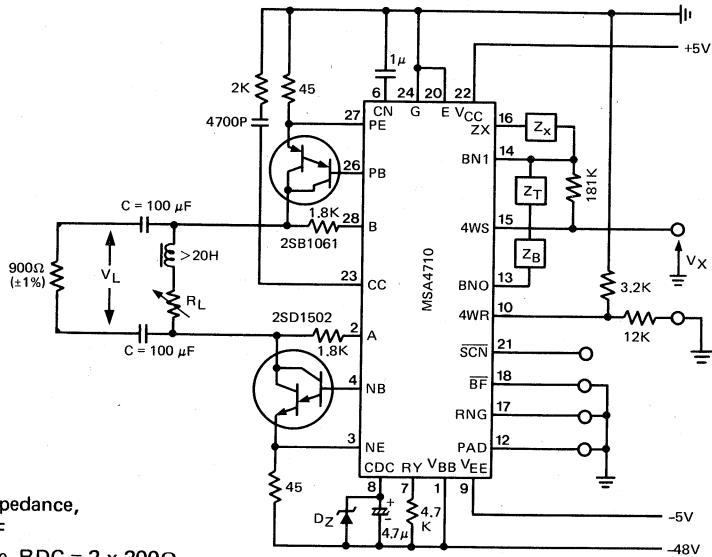 +5V
1μ
2K
45
6 24 20 22
CN G E VCC
4700P
27
PE
ZX
16
Zx
BN1
14
26
PB
ZT
181K
C = 100 μF
1.8K
28
B
4WS
15
2SB1061
MSA4710
ZB
VX
900Ω
(±1%)
VL
>20H
23
CC
BNO
13
3.2K
RL
4WR
10
2SD1502
2
A
12K
C = 100 μF
1.8K
SCN
21
4
NB
BF
18
RNG
17
3
NE
PAD
12
CDC RY VBB VEE
8 7 1 9
45
DZ
+
-
4.7μ
4.7
K
-5V
-48V
pedance,
F
RDC = 2 x 200Ω